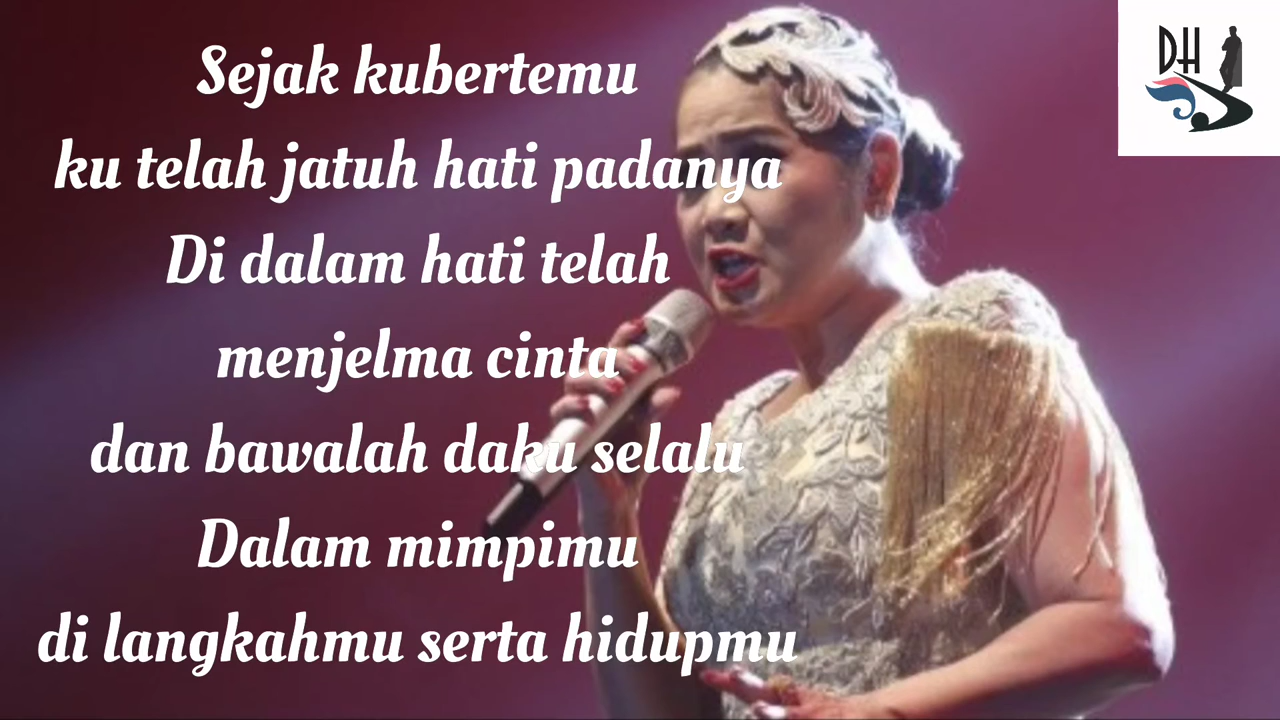 Sejak kubertemu
ku telah jatuh hati padanya
Di dalam hati telah
menjelma cinta
dan bawalah daku selalu
Dalam mimpimu
di langkahmu serta hidupmu
DH